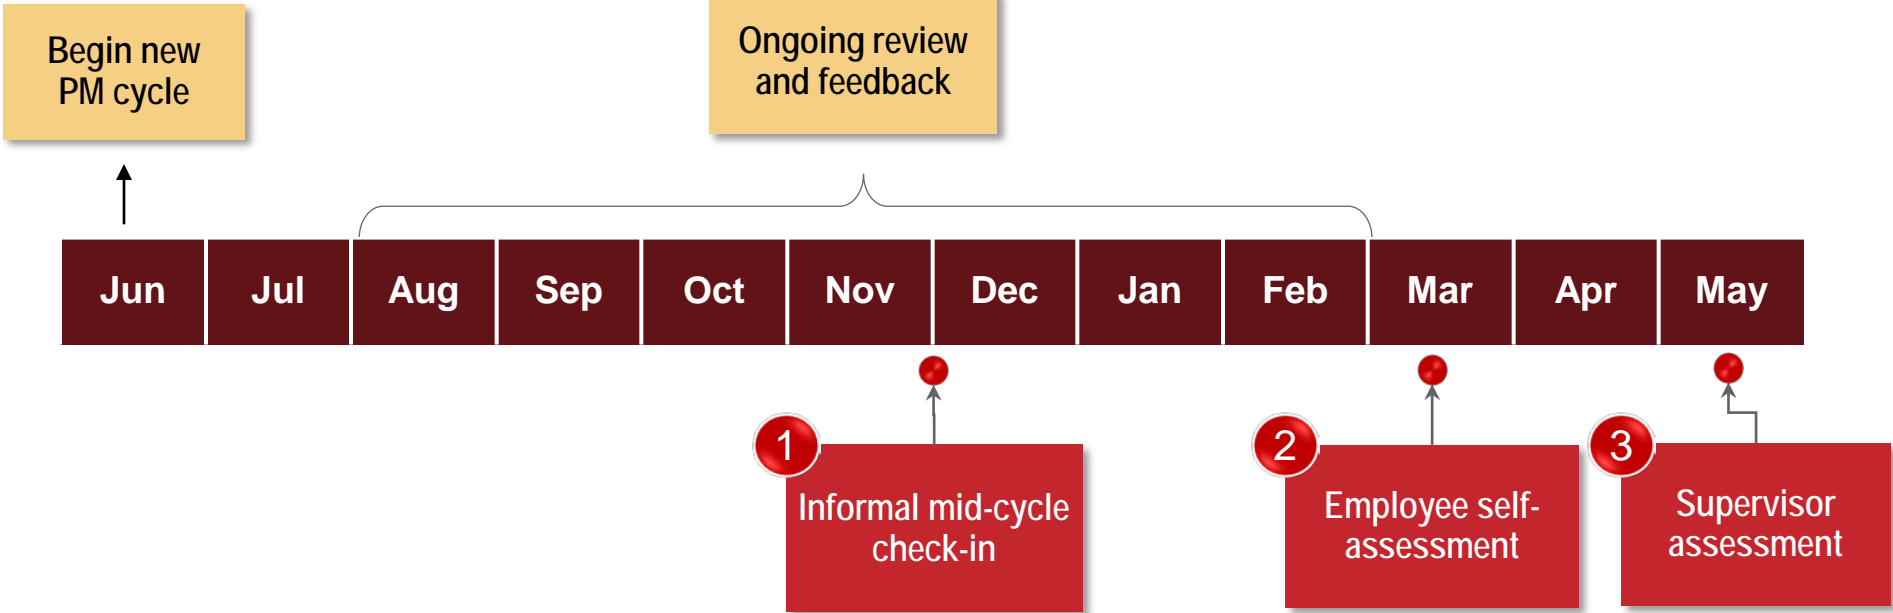 Begin new
PM cycle
Ongoing review
and feedback
Jun Jul Aug Sep Oct Nov Dec Jan Feb Mar Apr May
1
Informal mid-cycle
check-in
2
Employee self-
assessment
3
Supervisor
assessment